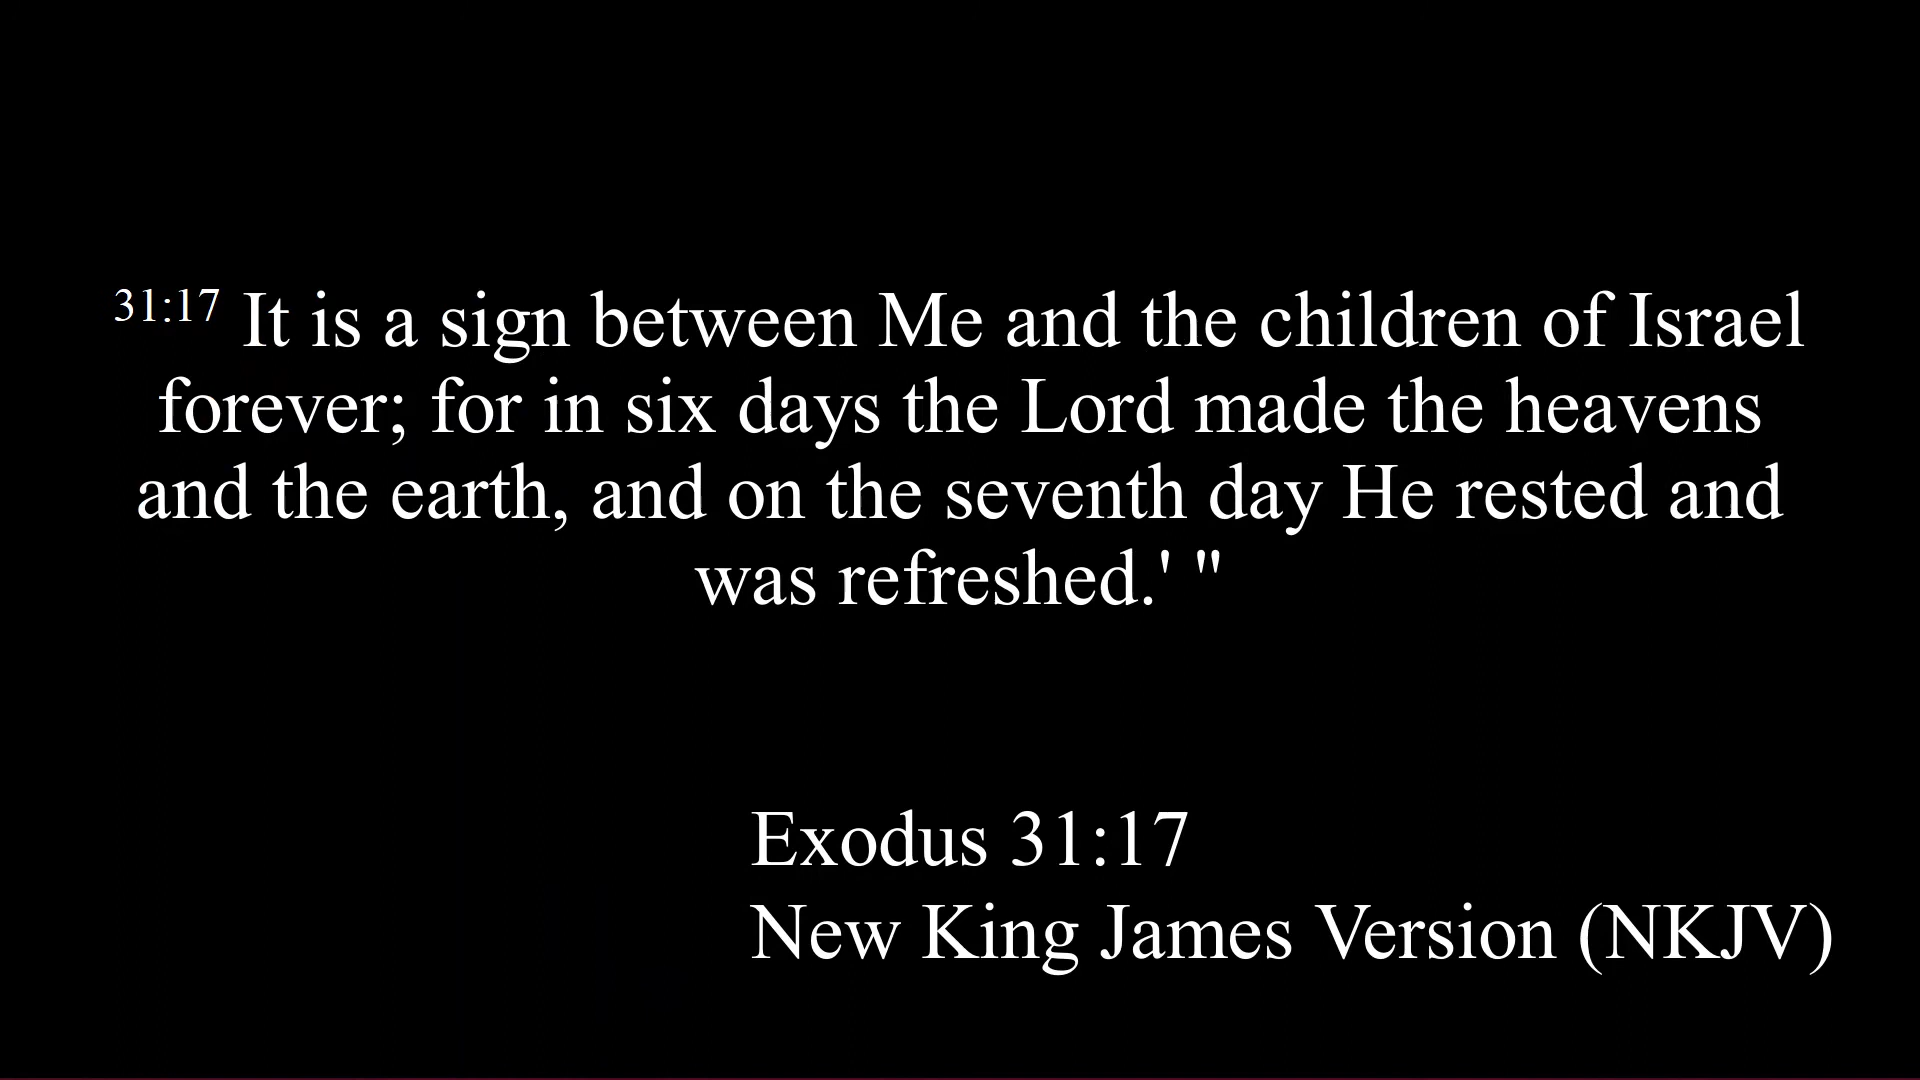 31:17 It is a sign between Me and the children of Israel
forever; for in six days the Lord made the heavens
and the earth, and on the seventh day He rested and
was refreshed.' "
Exodus 31:17
New King James Version (NKJV)